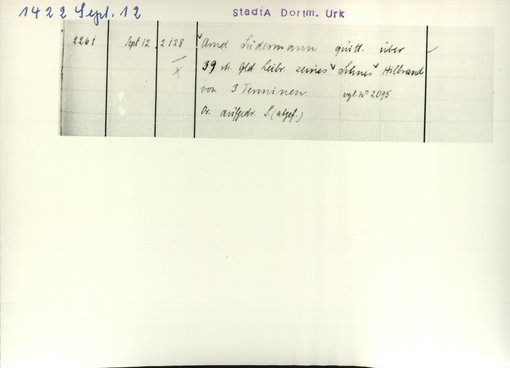 1422 Sept. 12
StadtA Dortm. Urk
2261 Sept 12 2128 Arnd Südermann quitt. über
39 rh. Gld Leibr. seines Sohnes Hilbrand
von 3 Terminen vgl. Nº 2095
Or. aufgedr. S (abgef.)